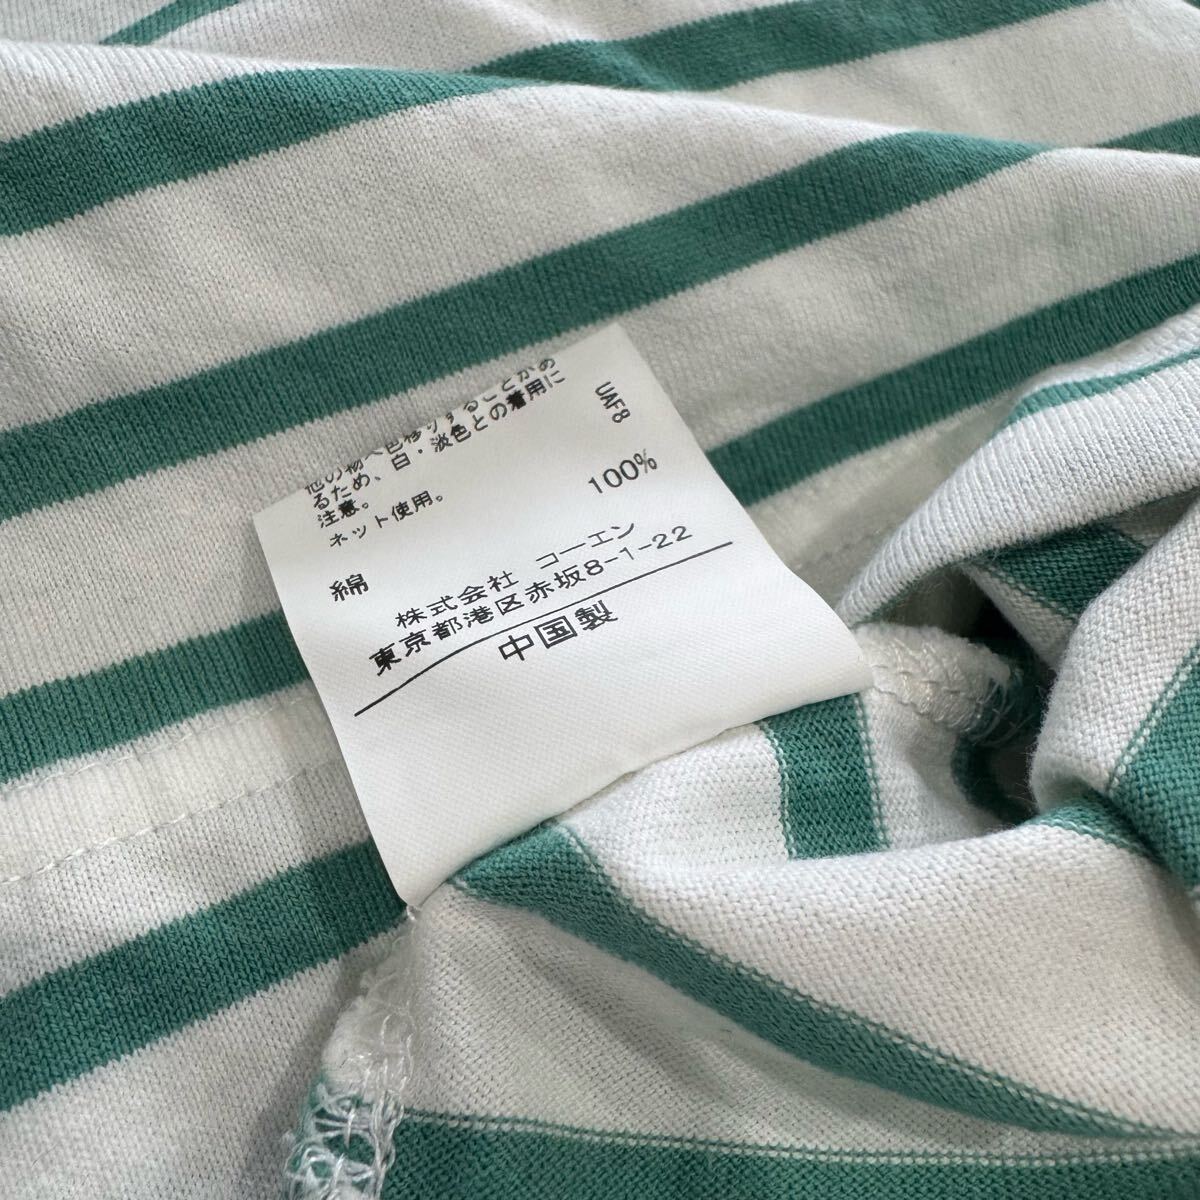 他の物へ色移りすることがあ
るため、白・淡色との着用に
注意。
ネット使用。
UAF8
綿 100%
株式会社 コーエン
東京都港区赤坂8-1-22
中国製